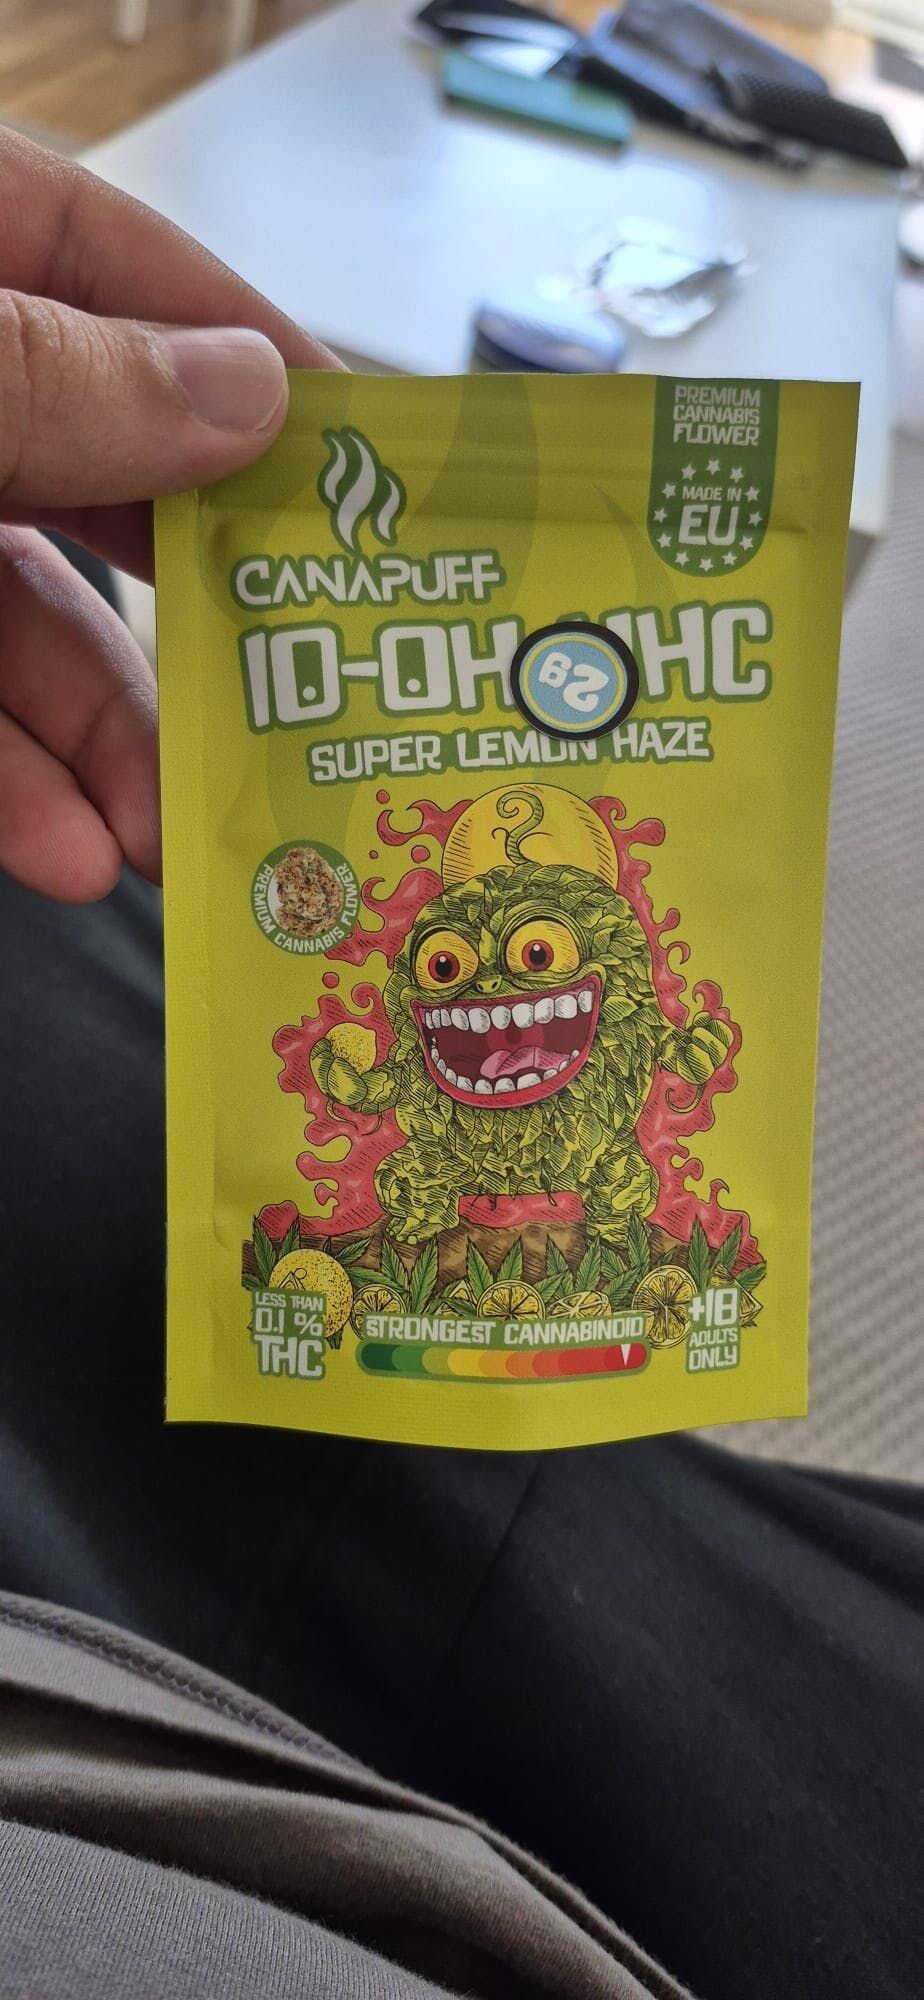 PREMIUM
CANNABIS
FLOWER
MADE IN
EU
CANAPUFF
10-OH HHC
2g
SUPER LEMON HAZE
PREMIUM CANNABIS FLOWER
LESS THAN
0.1 %
THC
STRONGEST CANNABINOID
+18
ADULTS
ONLY